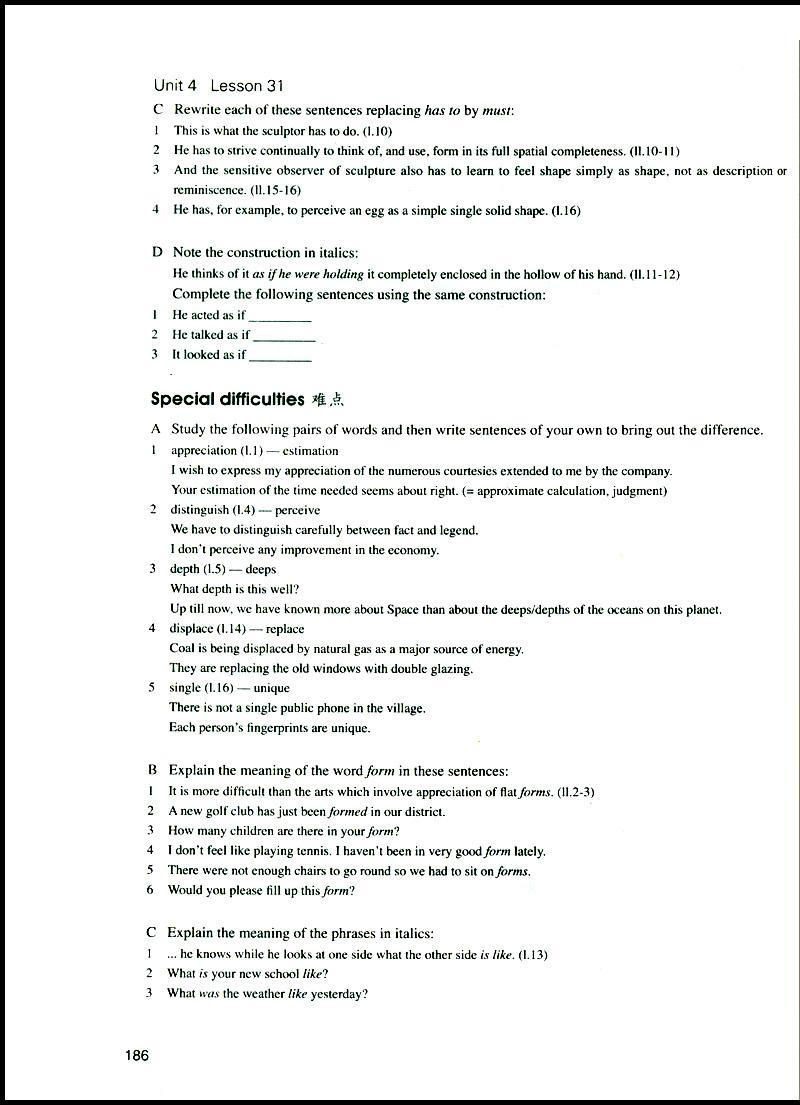 Unit 4 Lesson 31
C Rewrite each of these sentences replacing has to by must:
1 This is what the sculptor has to do. (l.10)
2 He has to strive continually to think of, and use, form in its full spatial completeness. (ll.10-11)
3 And the sensitive observer of sculpture also has to learn to feel shape simply as shape, not as description or
reminiscence. (ll.15-16)
4 He has, for example, to perceive an egg as a simple single solid shape. (l.16)
D Note the construction in italics:
He thinks of it as if he were holding it completely enclosed in the hollow of his hand. (ll.11-12)
Complete the following sentences using the same construction:
1 He acted as if __________
2 He talked as if __________
3 It looked as if __________
Special difficulties 难点
A Study the following pairs of words and then write sentences of your own to bring out the difference.
1 appreciation (l.1) — estimation
I wish to express my appreciation of the numerous courtesies extended to me by the company.
Your estimation of the time needed seems about right. (= approximate calculation, judgment)
2 distinguish (l.4) — perceive
We have to distinguish carefully between fact and legend.
I don't perceive any improvement in the economy.
3 depth (l.5) — deeps
What depth is this well?
Up till now, we have known more about Space than about the deeps/depths of the oceans on this planet.
4 displace (l.14) — replace
Coal is being displaced by natural gas as a major source of energy.
They are replacing the old windows with double glazing.
5 single (l.16) — unique
There is not a single public phone in the village.
Each person's fingerprints are unique.
B Explain the meaning of the word form in these sentences:
1 It is more difficult than the arts which involve appreciation of flat forms. (ll.2-3)
2 A new golf club has just been formed in our district.
3 How many children are there in your form?
4 I don't feel like playing tennis. I haven't been in very good form lately.
5 There were not enough chairs to go round so we had to sit on forms.
6 Would you please fill up this form?
C Explain the meaning of the phrases in italics:
1 ... he knows while he looks at one side what the other side is like. (l.13)
2 What is your new school like?
3 What was the weather like yesterday?
186